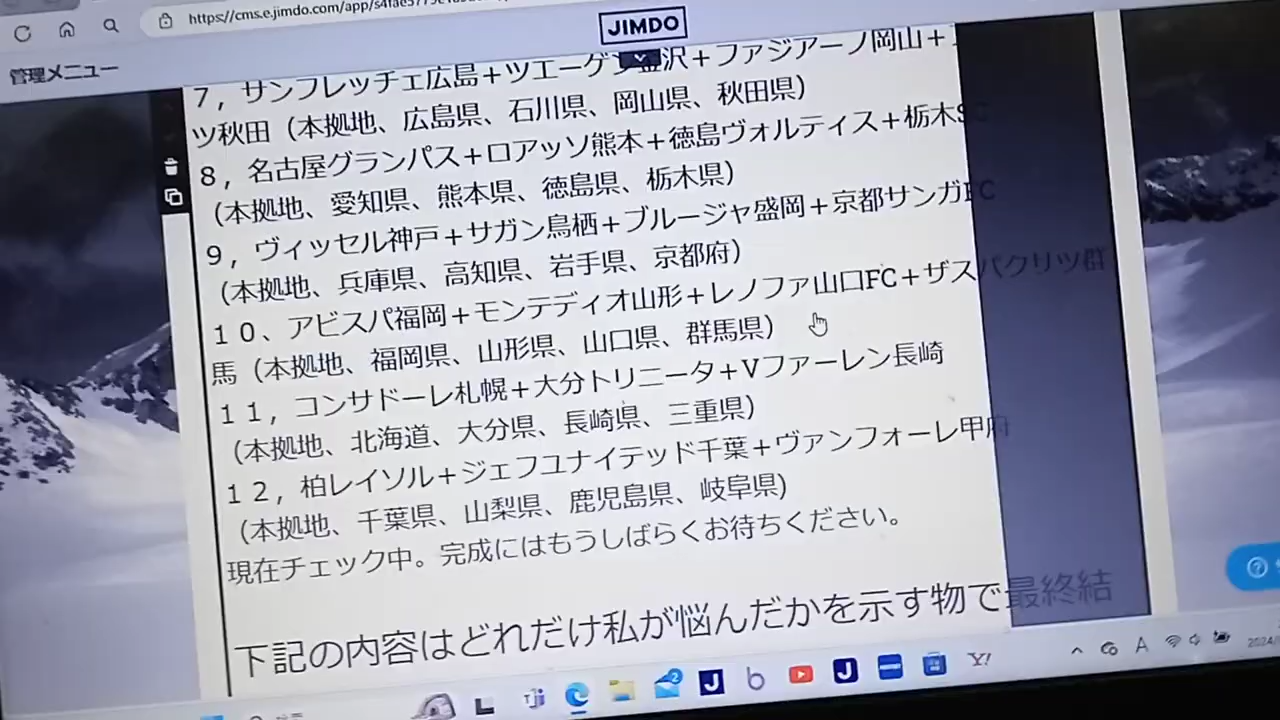 JIMDO
管理メニュー
7，サンフレッチェ広島＋ツエーゲン金沢＋ファジアーノ岡山＋
ツ秋田（本拠地、広島県、石川県、岡山県、秋田県）
8，名古屋グランパス＋ロアッソ熊本＋徳島ヴォルティス＋栃木SC
（本拠地、愛知県、熊本県、徳島県、栃木県）
9，ヴィッセル神戸＋サガン鳥栖＋ブルージャ盛岡＋京都サンガFC
（本拠地、兵庫県、高知県、岩手県、京都府）
１０、アビスパ福岡＋モンテディオ山形＋レノファ山口FC＋ザスパクサツ群
馬（本拠地、福岡県、山形県、山口県、群馬県）
１１，コンサドーレ札幌＋大分トリニータ＋Vファーレン長崎
（本拠地、北海道、大分県、長崎県、三重県）
１２，柏レイソル＋ジェフユナイテッド千葉＋ヴァンフォーレ甲府
（本拠地、千葉県、山梨県、鹿児島県、岐阜県)
現在チェック中。完成にはもうしばらくお待ちください。
下記の内容はどれだけ私が悩んだかを示す物で最終結